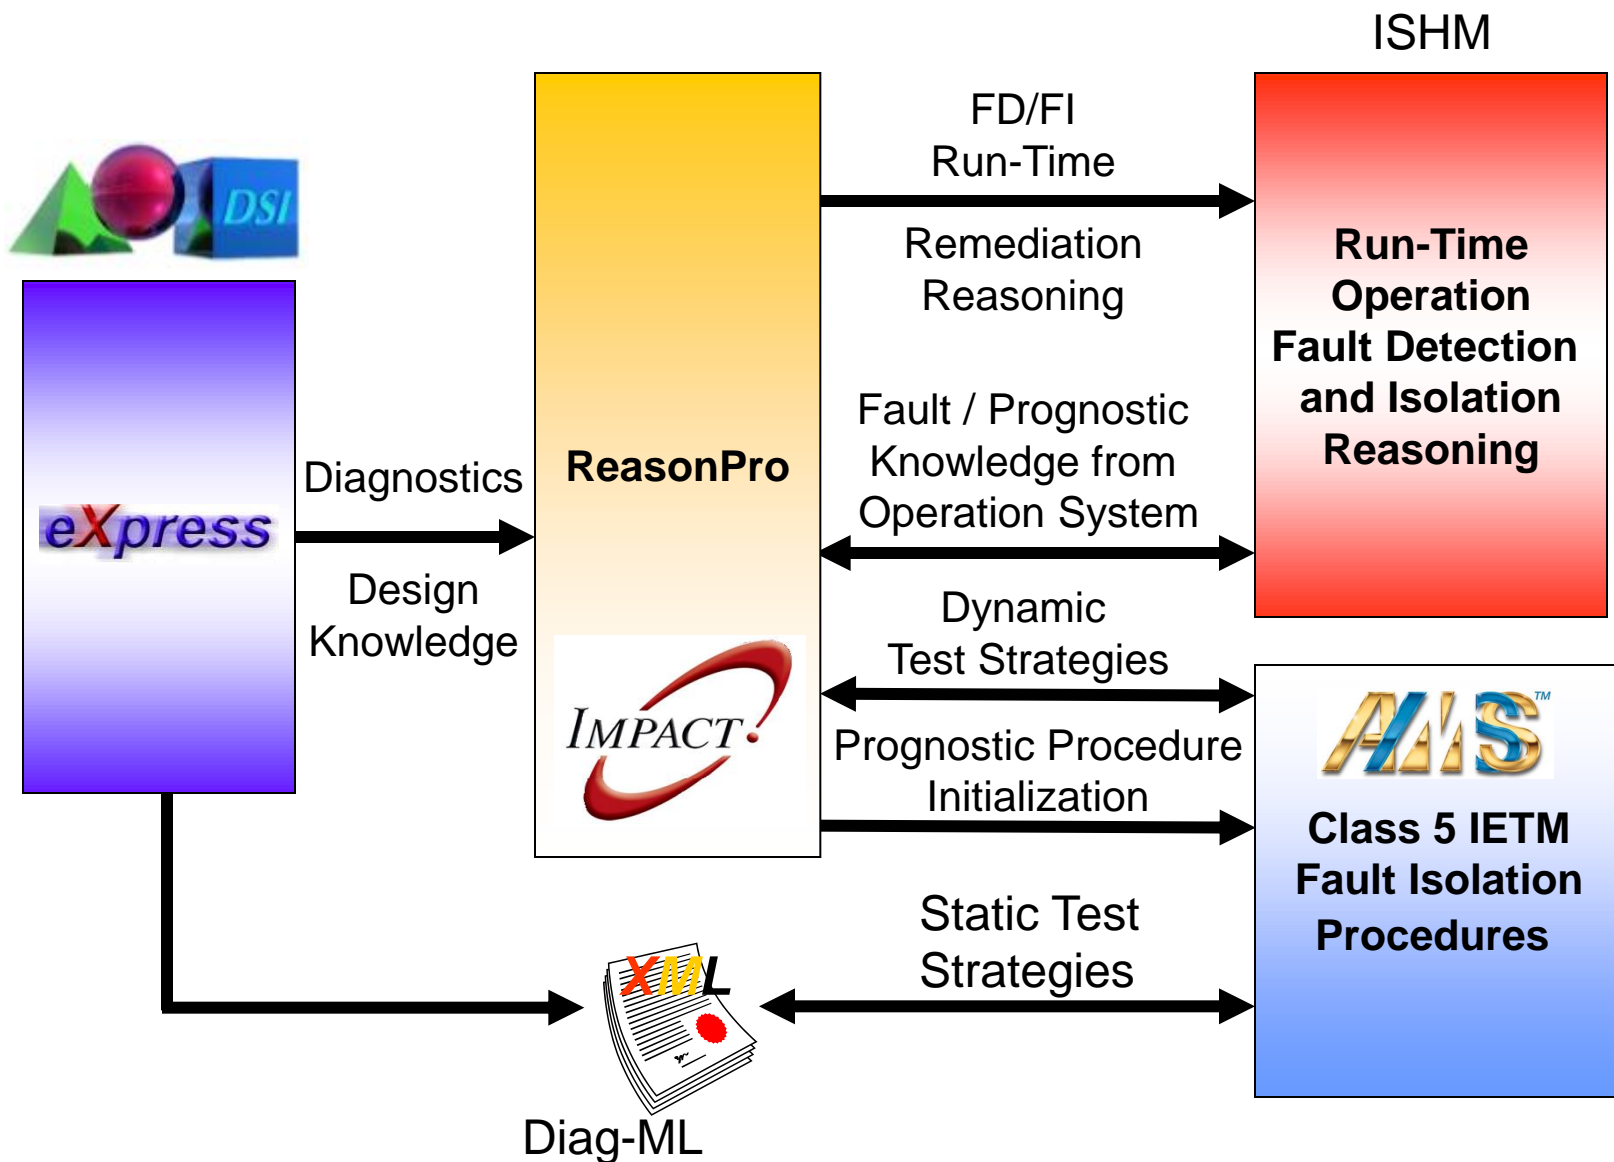 ISHM
DSI
eXpress
Diagnostics
Design
Knowledge
ReasonPro
IMPACT
FD/FI
Run-Time
Remediation
Reasoning
Fault / Prognostic
Knowledge from
Operation System
Dynamic
Test Strategies
Prognostic Procedure
Initialization
Static Test
Strategies
Run-Time
Operation
Fault Detection
and Isolation
Reasoning
AMS™
Class 5 IETM
Fault Isolation
Procedures
XML
Diag-ML